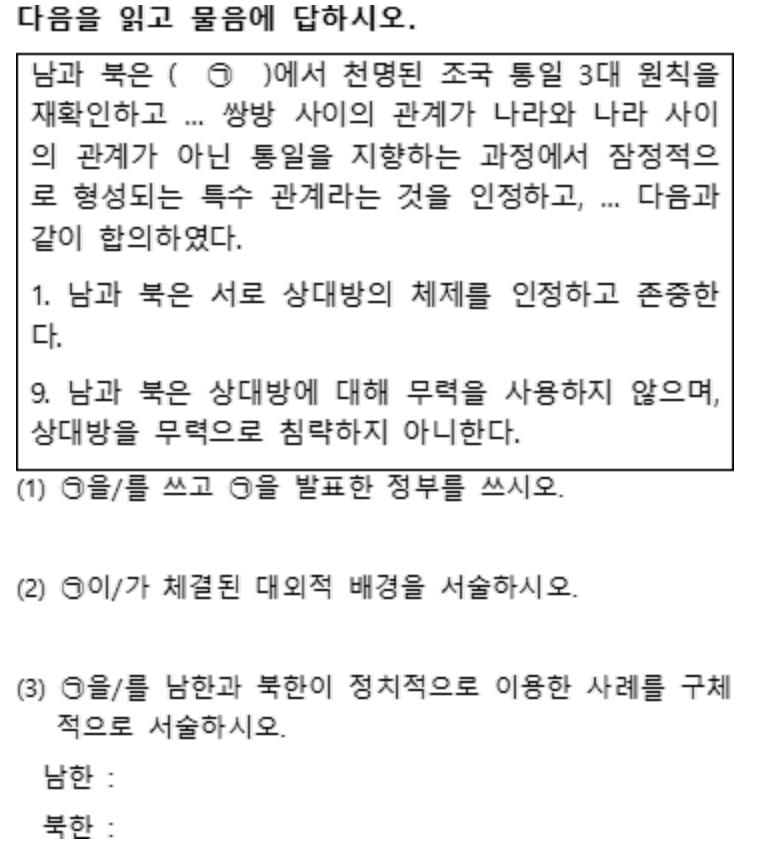 다음을 읽고 물음에 답하시오.
남과 북은 ( ㉠ )에서 천명된 조국 통일 3대 원칙을
재확인하고 ... 쌍방 사이의 관계가 나라와 나라 사이
의 관계가 아닌 통일을 지향하는 과정에서 잠정적으
로 형성되는 특수 관계라는 것을 인정하고, ... 다음과
같이 합의하였다.
1. 남과 북은 서로 상대방의 체제를 인정하고 존중한
다.
9. 남과 북은 상대방에 대해 무력을 사용하지 않으며,
상대방을 무력으로 침략하지 아니한다.
(1) ㉠을/를 쓰고 ㉠을 발표한 정부를 쓰시오.
(2) ㉠이/가 체결된 대외적 배경을 서술하시오.
(3) ㉠을/를 남한과 북한이 정치적으로 이용한 사례를 구체
적으로 서술하시오.
남한 :
북한 :